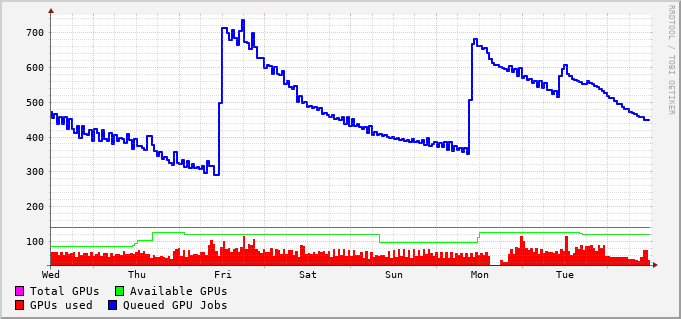 700
600
500
400
300
200
100
Wed Thu Fri Sat Sun Mon Tue
Total GPUs Available GPUs
GPUs used Queued GPU Jobs
RRDTOOL / TOBI OETIKER